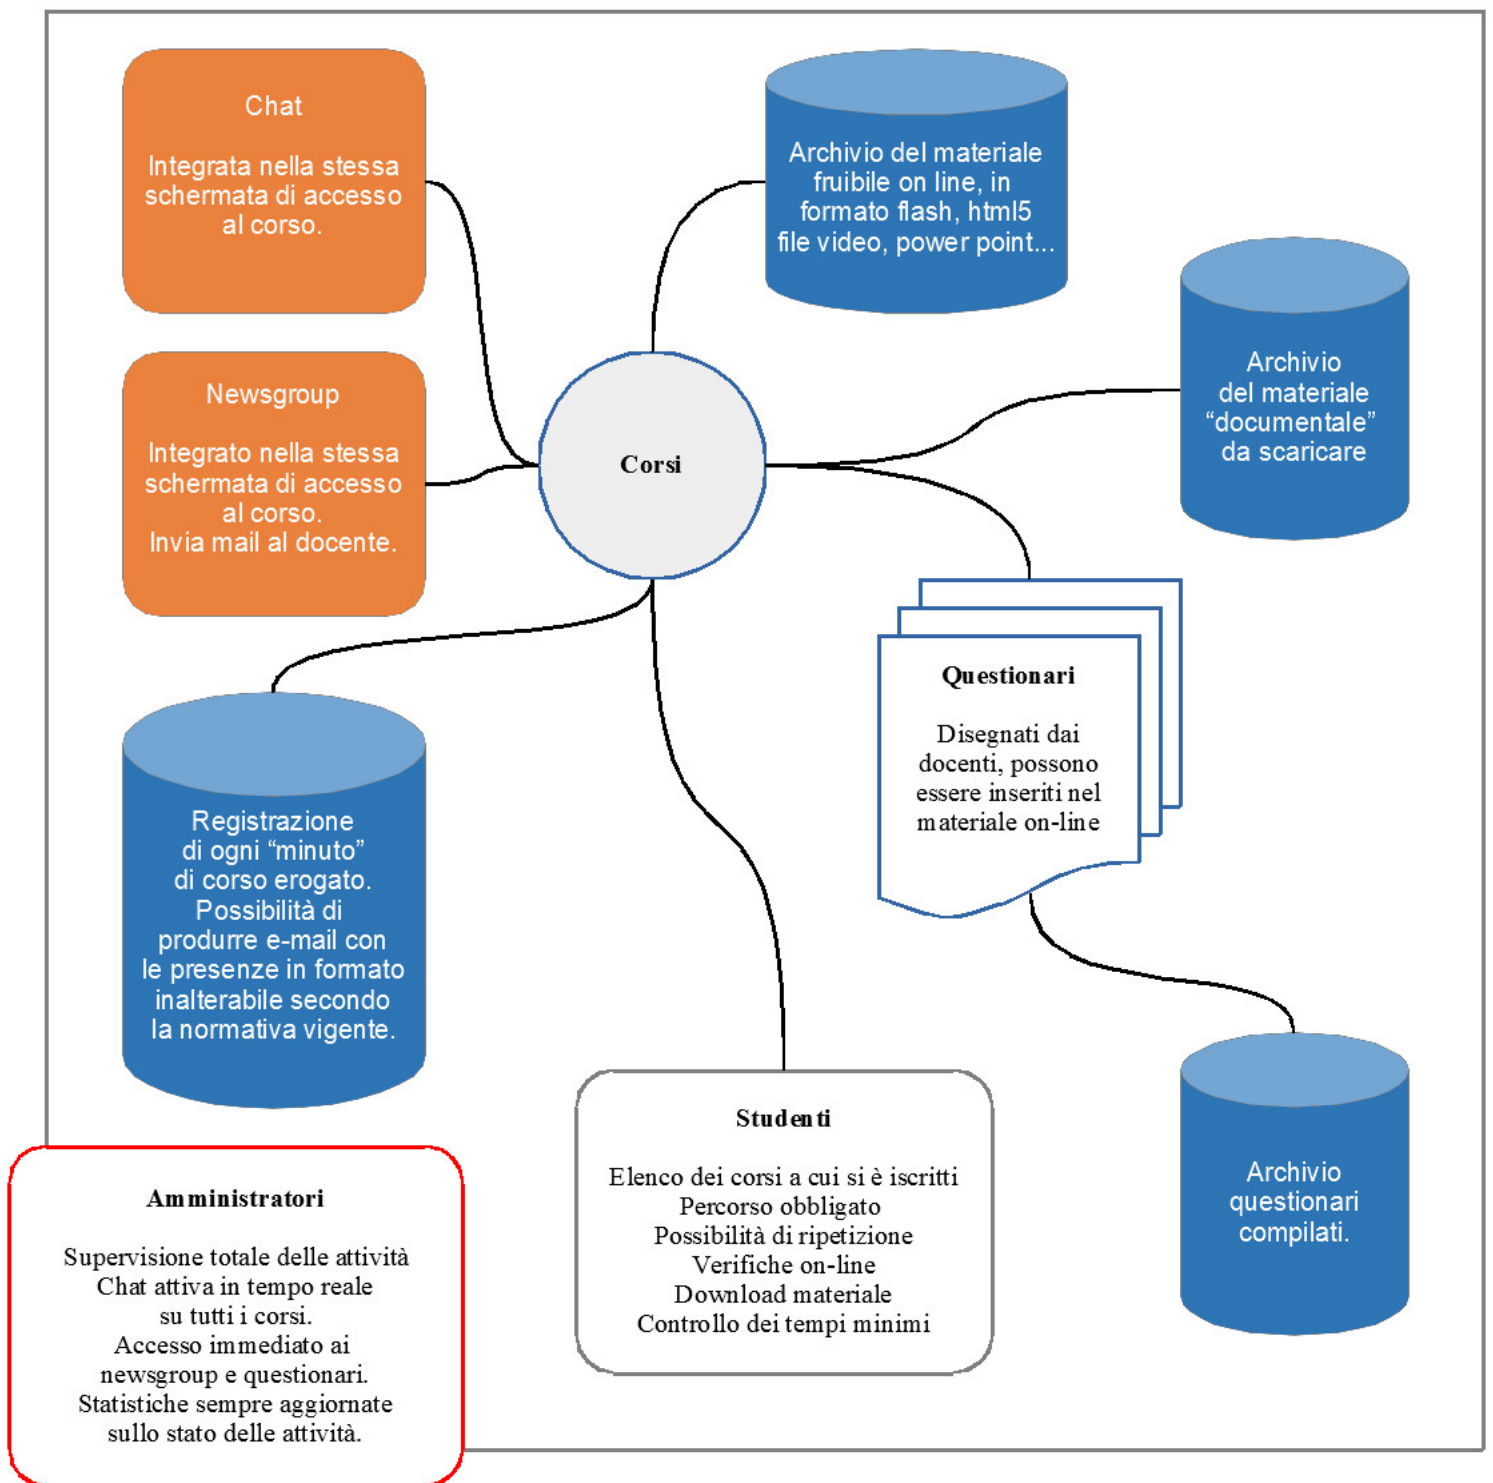 Chat
Integrata nella stessa
schermata di accesso
al corso.
Archivio del materiale
fruibile on line, in
formato flash, html5
file video, power point...
Archivio
del materiale
“documentale”
da scaricare
Newsgroup
Integrato nella stessa
schermata di accesso
al corso.
Invia mail al docente.
Corsi
Questionari
Disegnati dai
docenti, possono
essere inseriti nel
materiale on-line
Registrazione
di ogni “minuto”
di corso erogato.
Possibilità di
produrre e-mail con
le presenze in formato
inalterabile secondo
la normativa vigente.
Studenti
Elenco dei corsi a cui si è iscritti
Percorso obbligato
Possibilità di ripetizione
Verifiche on-line
Download materiale
Controllo dei tempi minimi
Archivio
questionari
compilati.
Amministratori
Supervisione totale delle attività
Chat attiva in tempo reale
su tutti i corsi.
Accesso immediato ai
newsgroup e questionari.
Statistiche sempre aggiornate
sullo stato delle attività.